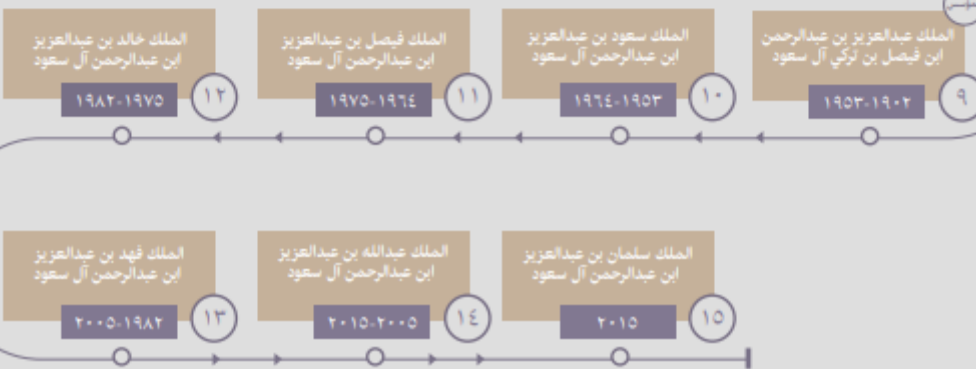 الملك عبدالعزيز بن عبدالرحمن
ابن فيصل بن تركي آل سعود
١٩٠٢-١٩٥٣
٩
الملك سعود بن عبدالعزيز
ابن عبدالرحمن آل سعود
١٩٥٣-١٩٦٤
١٠
الملك فيصل بن عبدالعزيز
ابن عبدالرحمن آل سعود
١٩٦٤-١٩٧٥
١١
الملك خالد بن عبدالعزيز
ابن عبدالرحمن آل سعود
١٩٧٥-١٩٨٢
١٢
الملك فهد بن عبدالعزيز
ابن عبدالرحمن آل سعود
١٩٨٢-٢٠٠٥
١٣
الملك عبدالله بن عبدالعزيز
ابن عبدالرحمن آل سعود
٢٠٠٥-٢٠١٥
١٤
الملك سلمان بن عبدالعزيز
ابن عبدالرحمن آل سعود
٢٠١٥
١٥